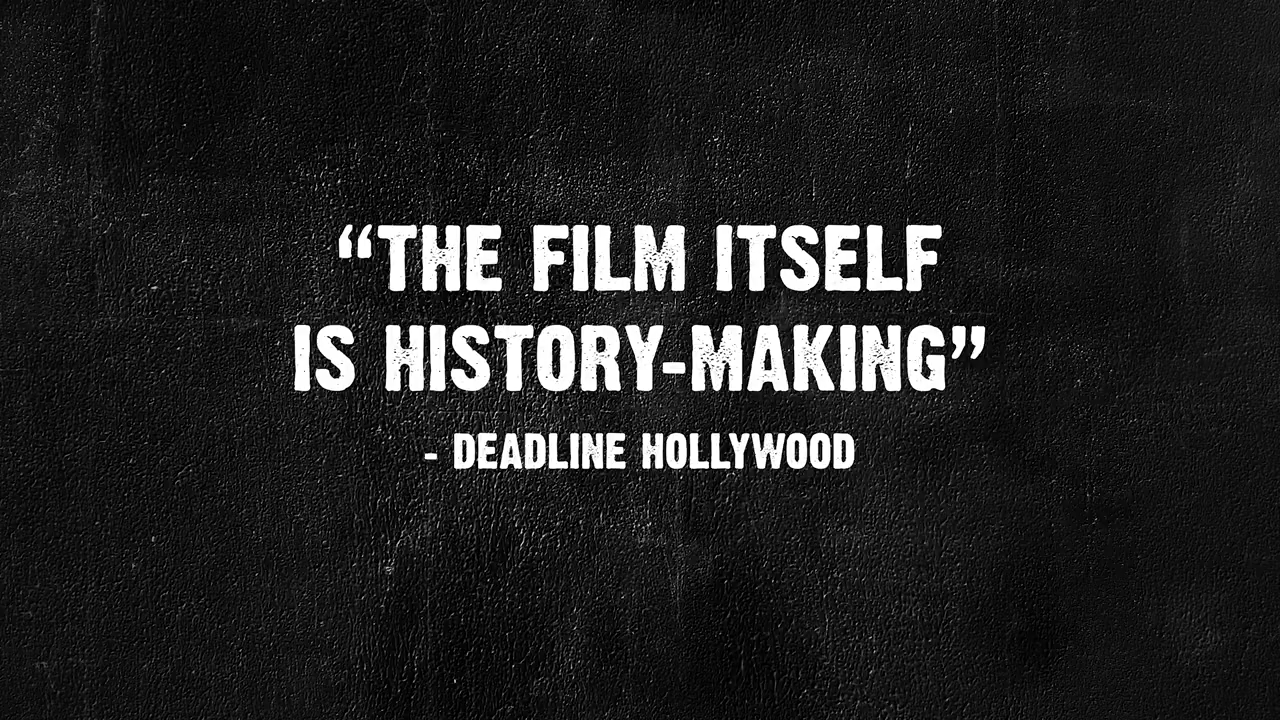 “THE FILM ITSELF
IS HISTORY-MAKING”
- DEADLINE HOLLYWOOD